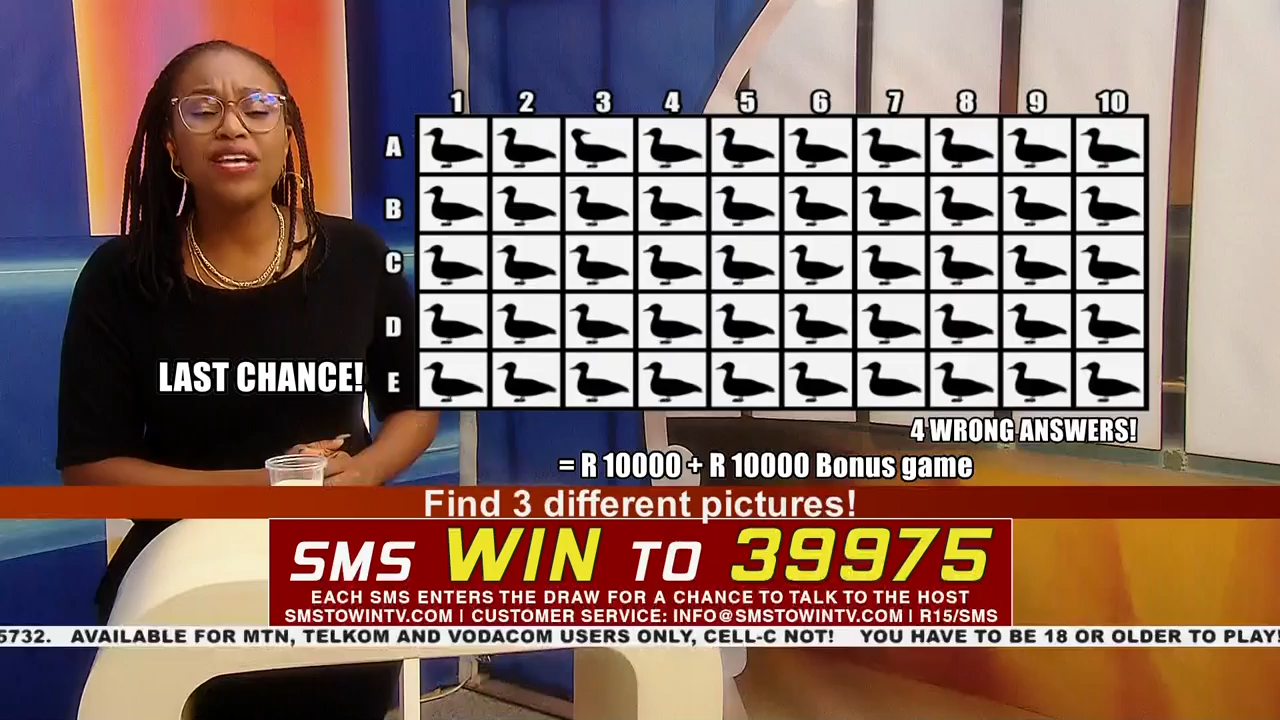 1 2 3 4 5 6 7 8 9 10
A
B
C
D
E
LAST CHANCE!
4 WRONG ANSWERS!
= R 10000 + R 10000 Bonus game
Find 3 different pictures!
SMS WIN TO 39975
EACH SMS ENTERS THE DRAW FOR A CHANCE TO TALK TO THE HOST
SMSTOWINTV.COM | CUSTOMER SERVICE: INFO@SMSTOWINTV.COM | R15/SMS
5732. AVAILABLE FOR MTN, TELKOM AND VODACOM USERS ONLY, CELL-C NOT! YOU HAVE TO BE 18 OR OLDER TO PLAY!